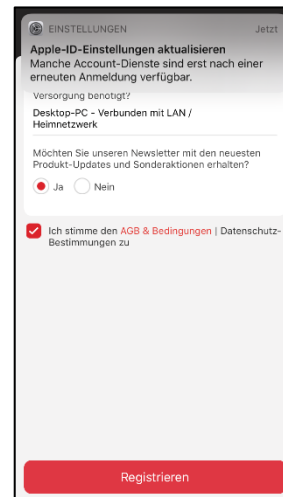 EINSTELLUNGEN Jetzt
Apple-ID-Einstellungen aktualisieren
Manche Account-Dienste sind erst nach einer
erneuten Anmeldung verfügbar.
Versorgung benötigt?
Desktop-PC - Verbunden mit LAN /
Heimnetzwerk
Möchten Sie unseren Newsletter mit den neuesten
Produkt-Updates und Sonderaktionen erhalten?
Ja Nein
Ich stimme den AGB & Bedingungen | Datenschutz-
Bestimmungen zu
Registrieren